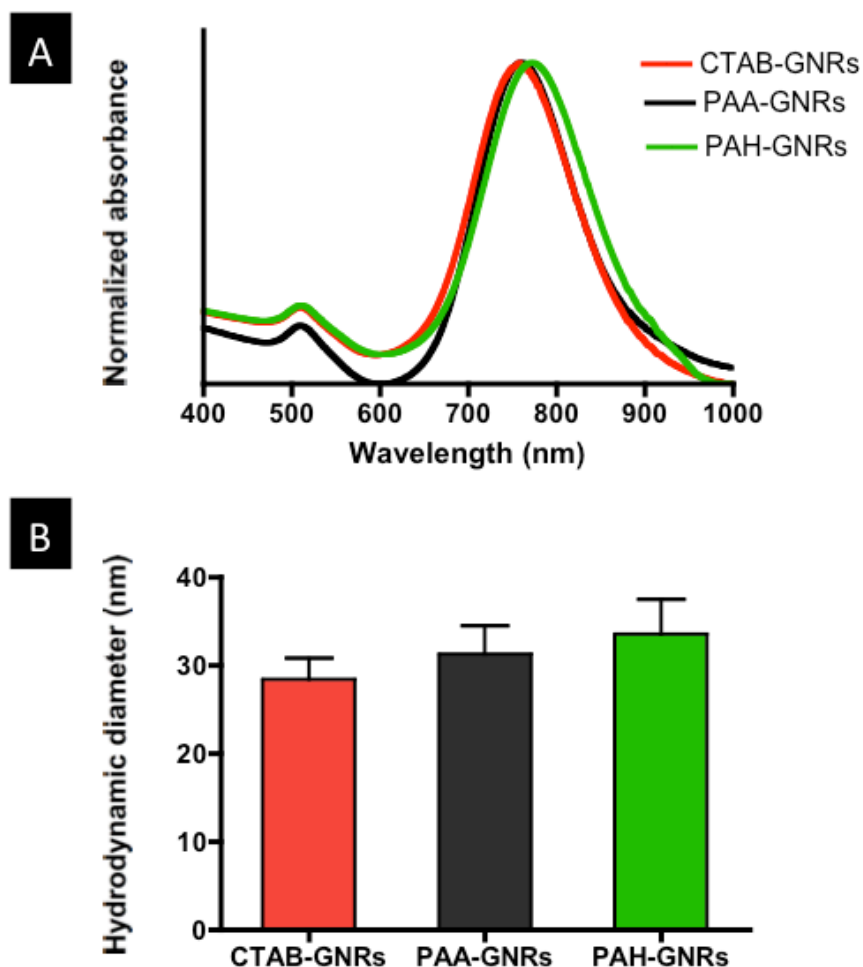 A
Normalized absorbance
CTAB-GNRs
PAA-GNRs
PAH-GNRs
400 500 600 700 800 900 1000
Wavelength (nm)
B
Hydrodynamic diameter (nm)
40
30
20
10
0
CTAB-GNRs PAA-GNRs PAH-GNRs